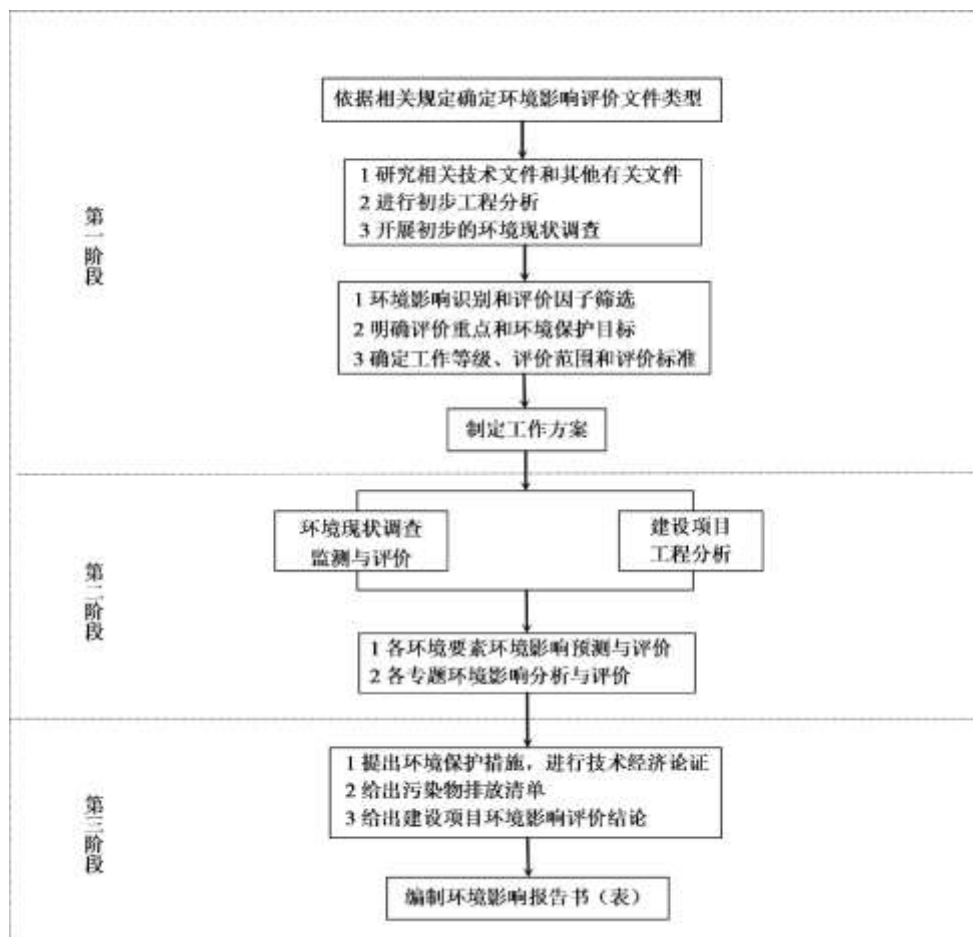 依据相关规定确定环境影响评价文件类型
1 研究相关技术文件和其他有关文件
2 进行初步工程分析
3 开展初步的环境现状调查
第一阶段
1 环境影响识别和评价因子筛选
2 明确评价重点和环境保护目标
3 确定工作等级、评价范围和评价标准
制定工作方案
第二阶段
环境现状调查
监测与评价
建设项目
工程分析
1 各环境要素环境影响预测与评价
2 各专题环境影响分析与评价
第三阶段
1 提出环境保护措施，进行技术经济论证
2 给出污染物排放清单
3 给出建设项目环境影响评价结论
编制环境影响报告书（表）